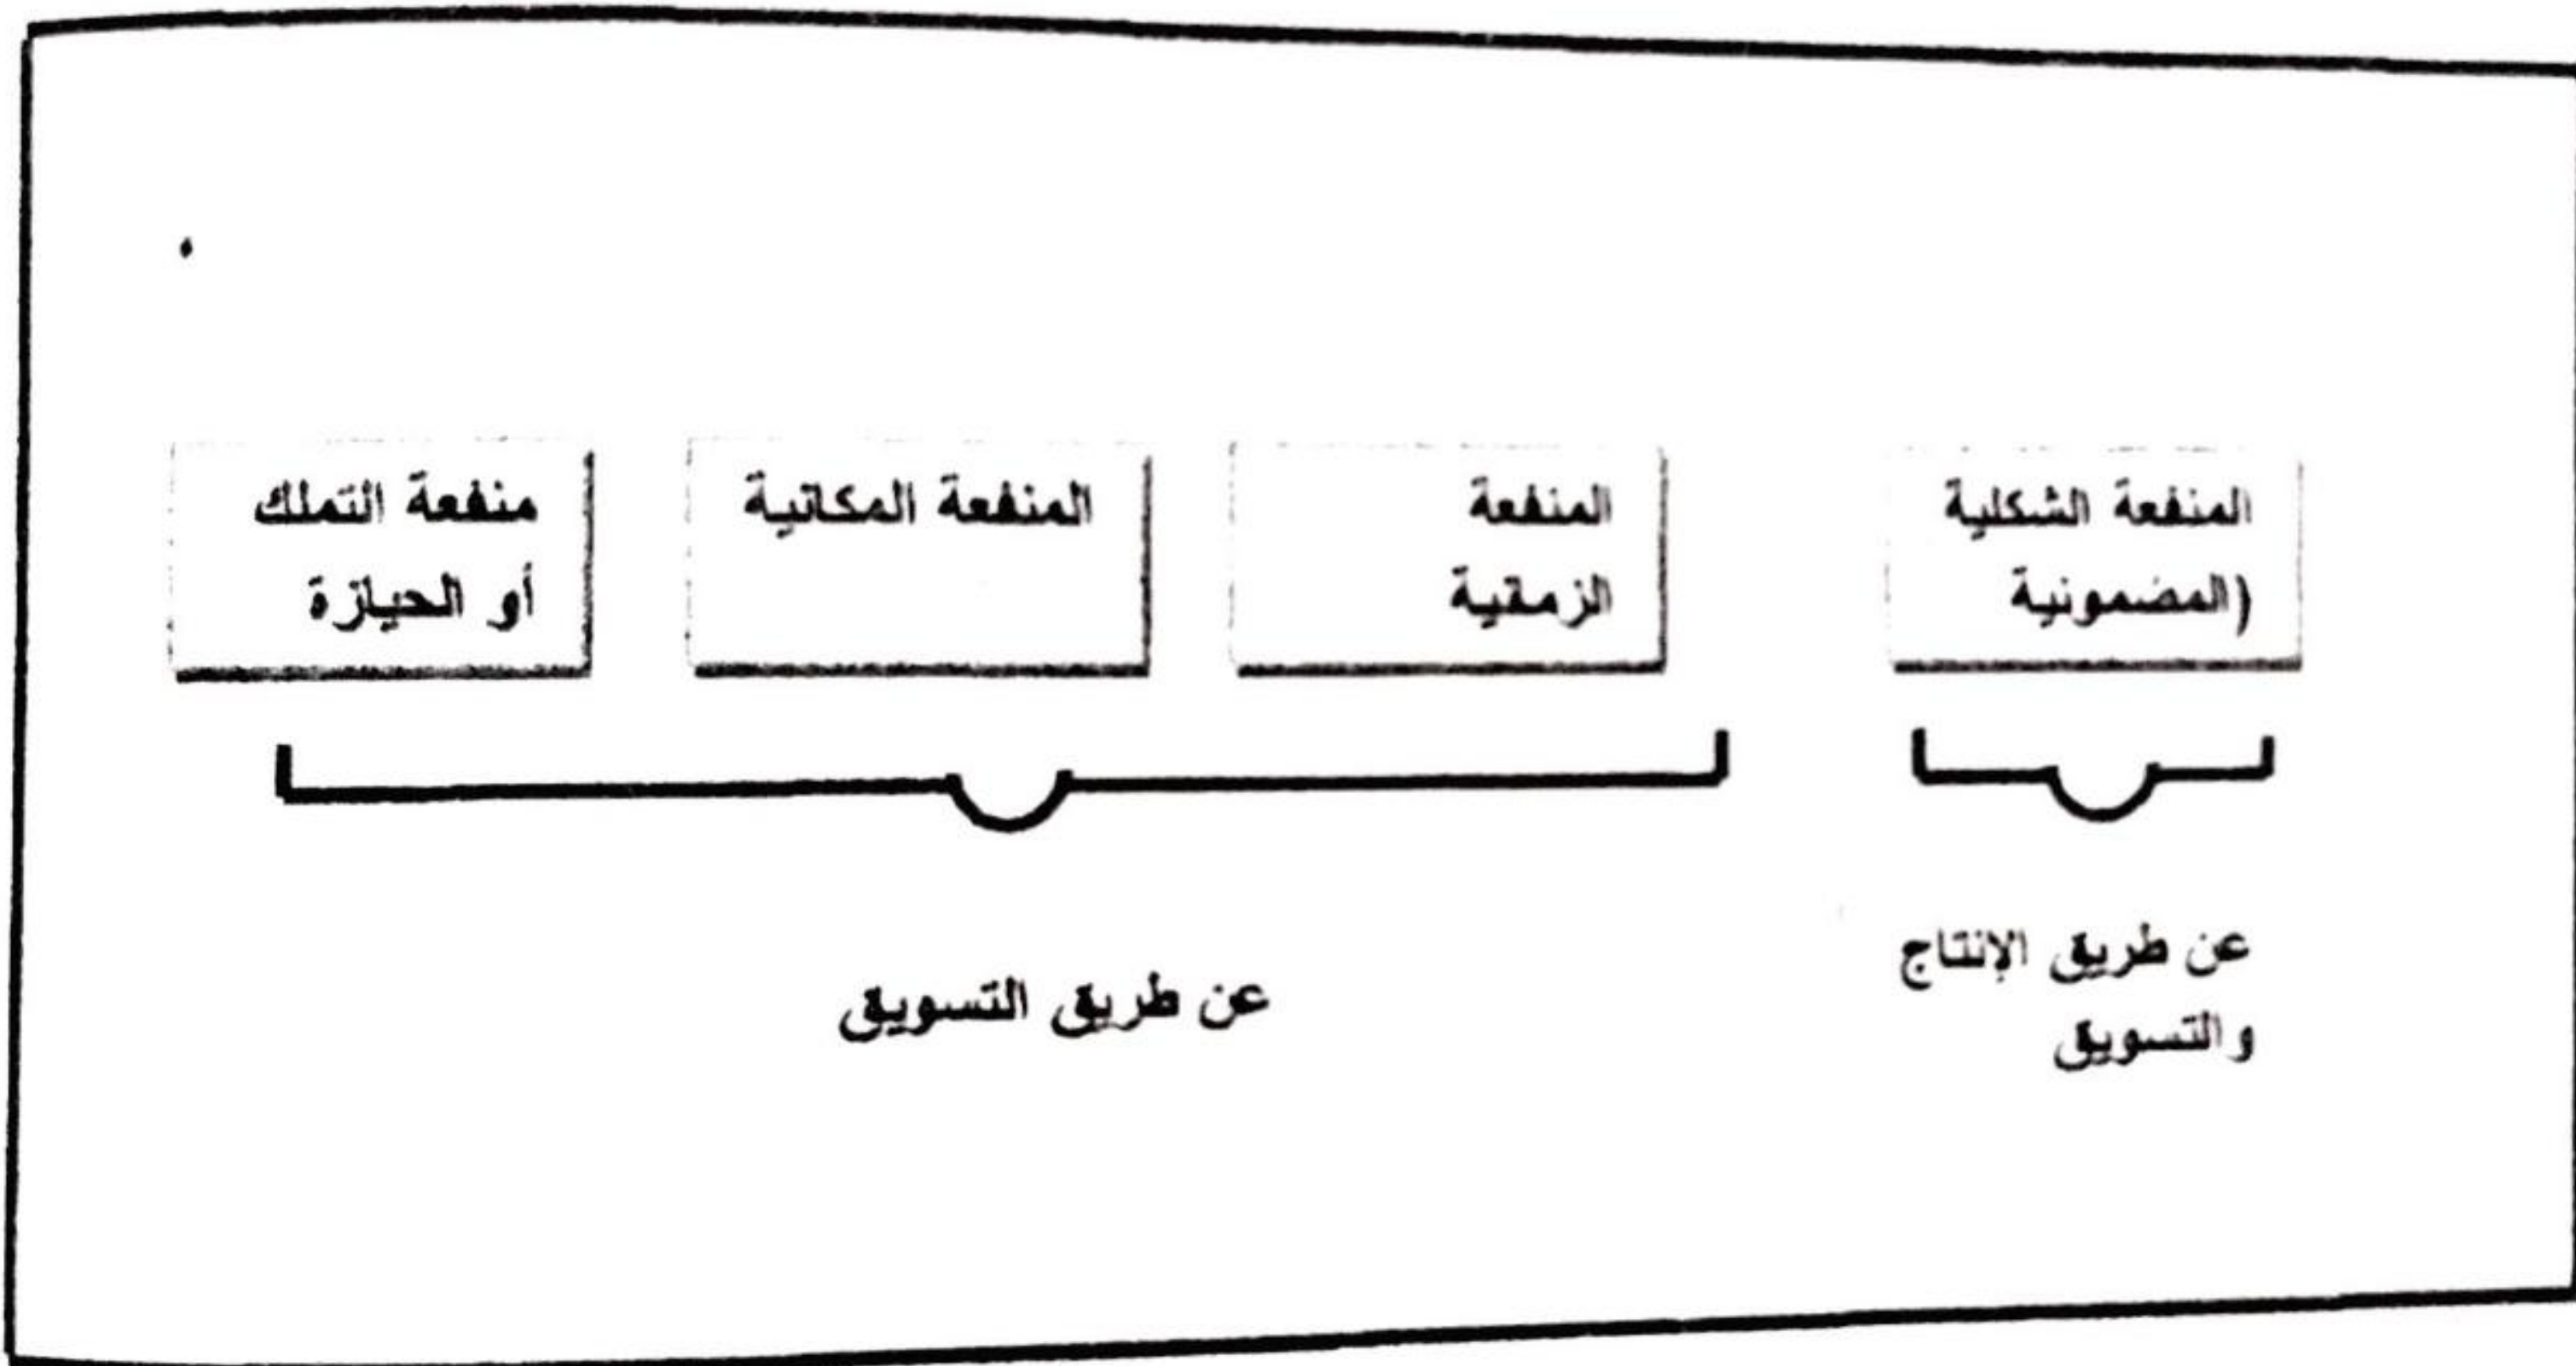 المنفعة الشكلية
(المضمونية
المنفعة
الزمنية
المنفعة المكانية
منفعة التملك
أو الحيازة
عن طريق الإنتاج
والتسويق
عن طريق التسويق